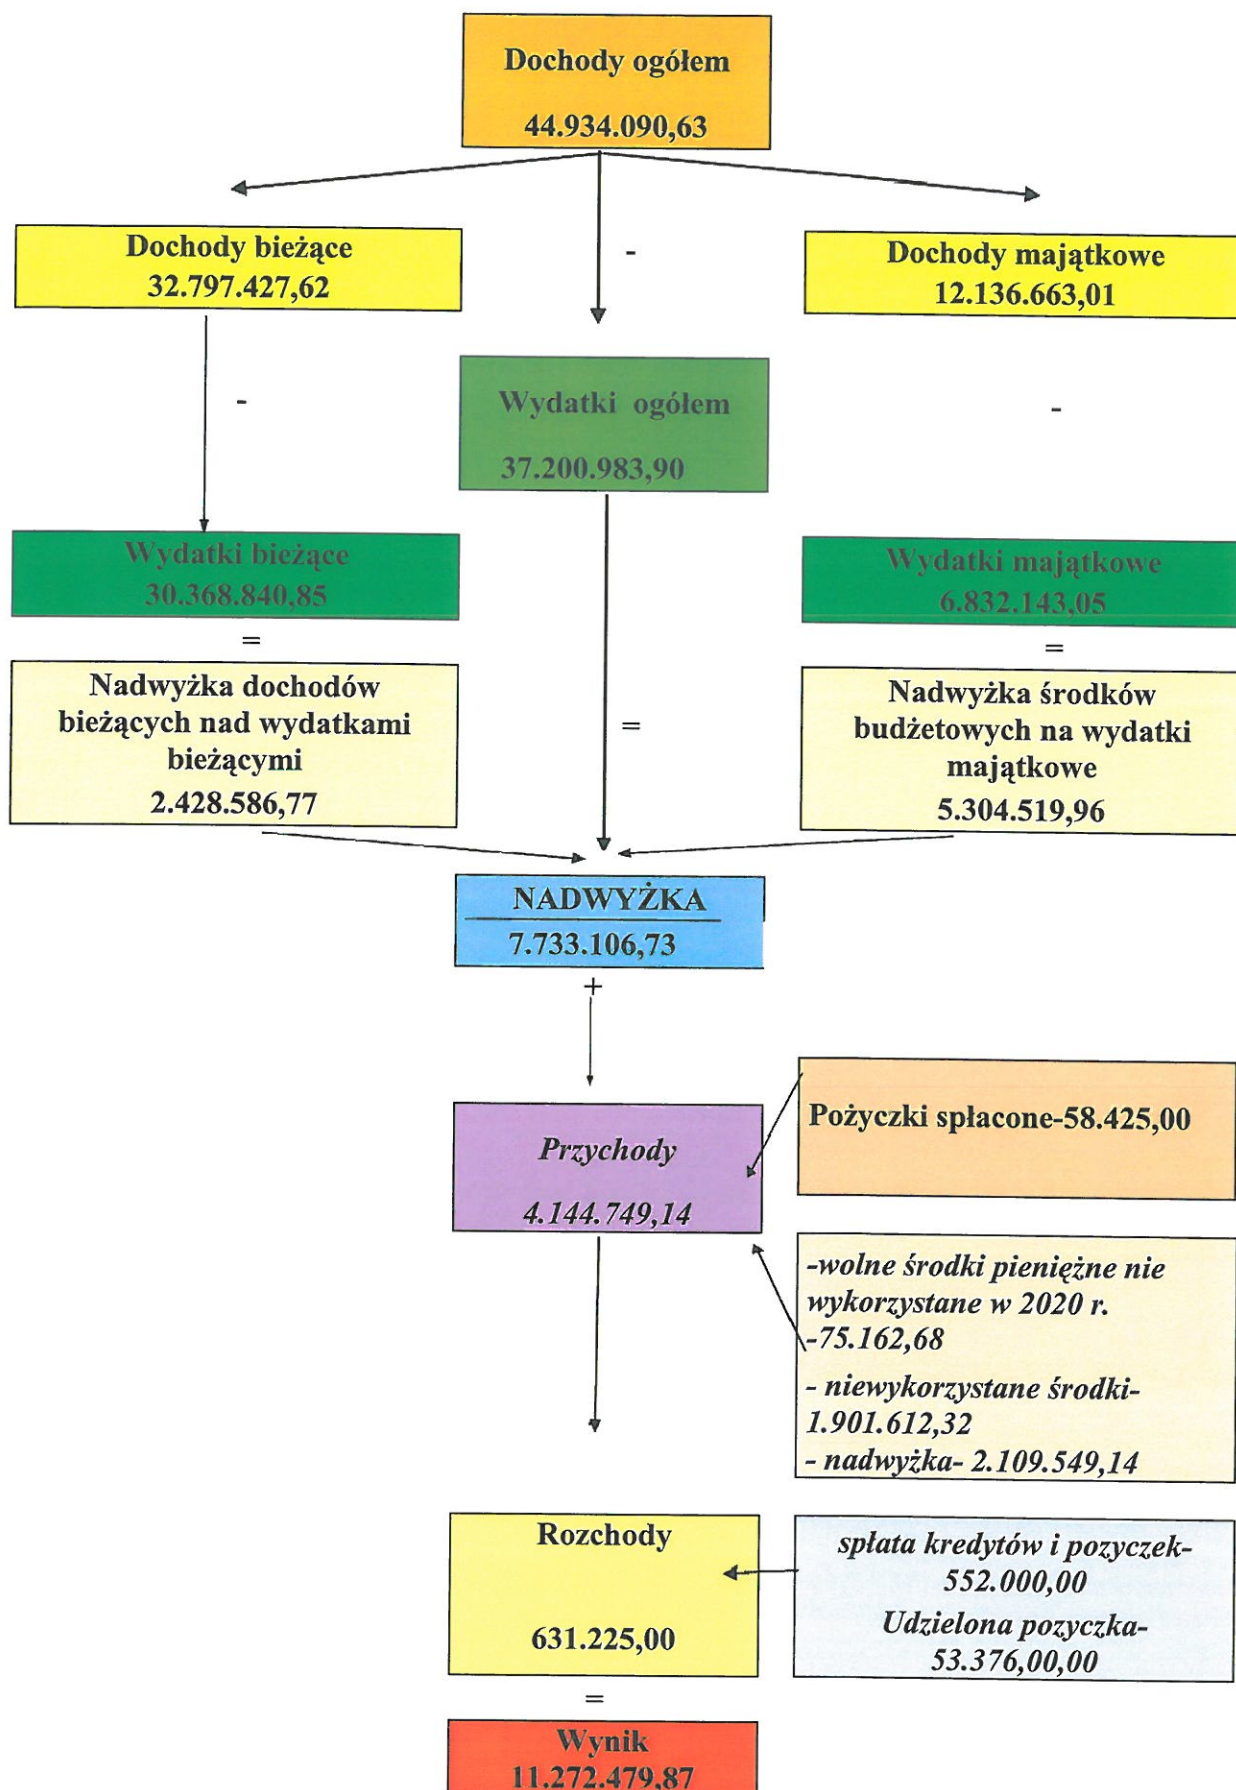 Dochody ogółem
44.934.090,63
Dochody bieżące
32.797.427,62
-
Dochody majątkowe
12.136.663,01
-
Wydatki ogółem
37.200.983,90
-
Wydatki bieżące
30.368.840,85
=
Wydatki majątkowe
6.832.143,05
=
Nadwyżka dochodów
bieżących nad wydatkami
bieżącymi
2.428.586,77
=
Nadwyżka środków
budżetowych na wydatki
majątkowe
5.304.519,96
NADWYŻKA
7.733.106,73
+
Przychody
4.144.749,14
Pożyczki spłacone-58.425,00
-wolne środki pieniężne nie
wykorzystane w 2020 r.
-75.162,68
- niewykorzystane środki-
1.901.612,32
- nadwyżka- 2.109.549,14
Rozchody
631.225,00
spłata kredytów i pozyczek-
552.000,00
Udzielona pozyczka-
53.376,00,00
=
Wynik
11.272.479,87